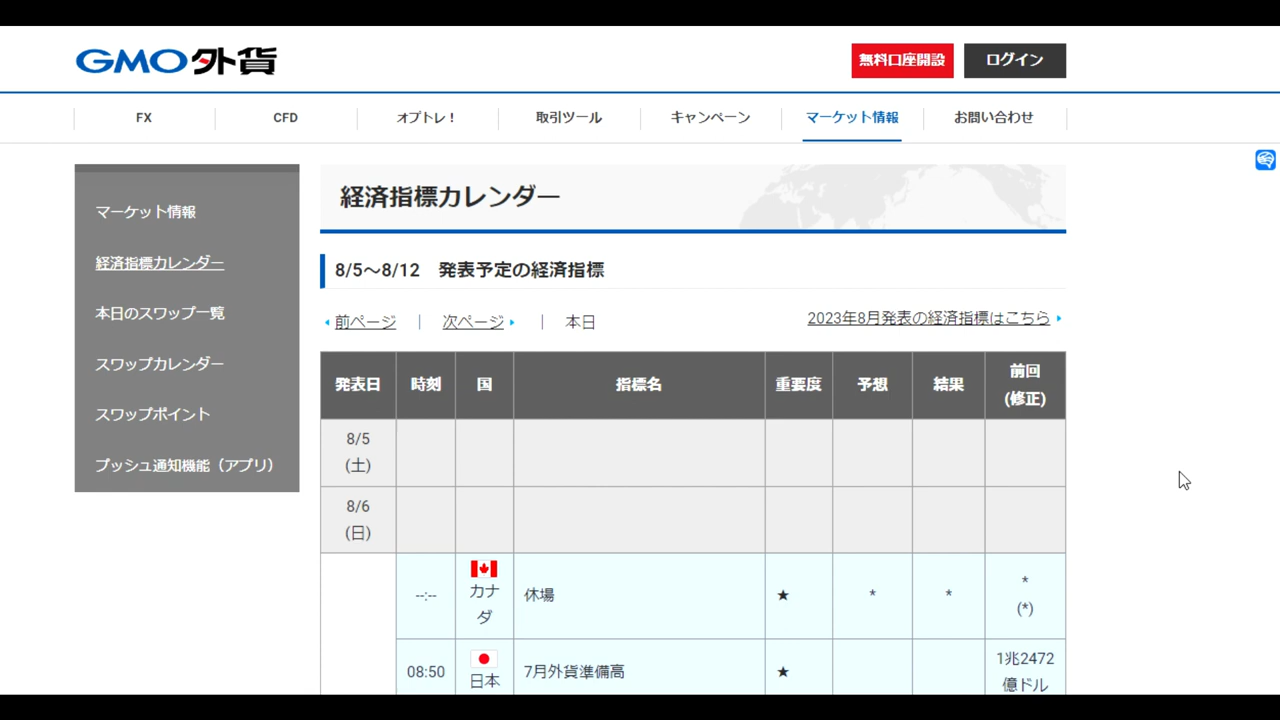 GMO外貨
無料口座開設
ログイン
FX
CFD
オプトレ！
取引ツール
キャンペーン
マーケット情報
お問い合わせ
マーケット情報
経済指標カレンダー
本日のスワップ一覧
スワップカレンダー
スワップポイント
プッシュ通知機能（アプリ）
経済指標カレンダー
8/5～8/12　発表予定の経済指標
前ページ ｜ 次ページ ｜ 本日
2023年8月発表の経済指標はこちら
発表日 時刻 国 指標名 重要度 予想 結果 前回
(修正)
8/5
(土)
8/6
(日)
--:-- カナ
ダ
休場 ★ * * *
(*)
08:50 日本 7月外貨準備高 ★ 1兆2472
億ドル